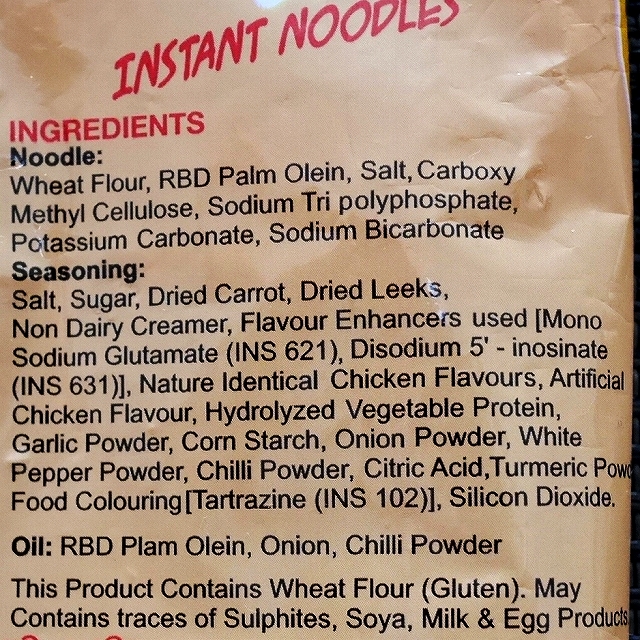 INSTANT NOODLES
INGREDIENTS
Noodle:
Wheat Flour, RBD Palm Olein, Salt, Carboxy
Methyl Cellulose, Sodium Tri polyphosphate,
Potassium Carbonate, Sodium Bicarbonate
Seasoning:
Salt, Sugar, Dried Carrot, Dried Leeks,
Non Dairy Creamer, Flavour Enhancers used [Mono
Sodium Glutamate (INS 621), Disodium 5' - inosinate
(INS 631)], Nature Identical Chicken Flavours, Artificial
Chicken Flavour, Hydrolyzed Vegetable Protein,
Garlic Powder, Corn Starch, Onion Powder, White
Pepper Powder, Chilli Powder, Citric Acid,Turmeric Powd
Food Colouring[Tartrazine (INS 102)], Silicon Dioxide.
Oil: RBD Plam Olein, Onion, Chilli Powder
This Product Contains Wheat Flour (Gluten). May
Contains traces of Sulphites, Soya, Milk & Egg Products